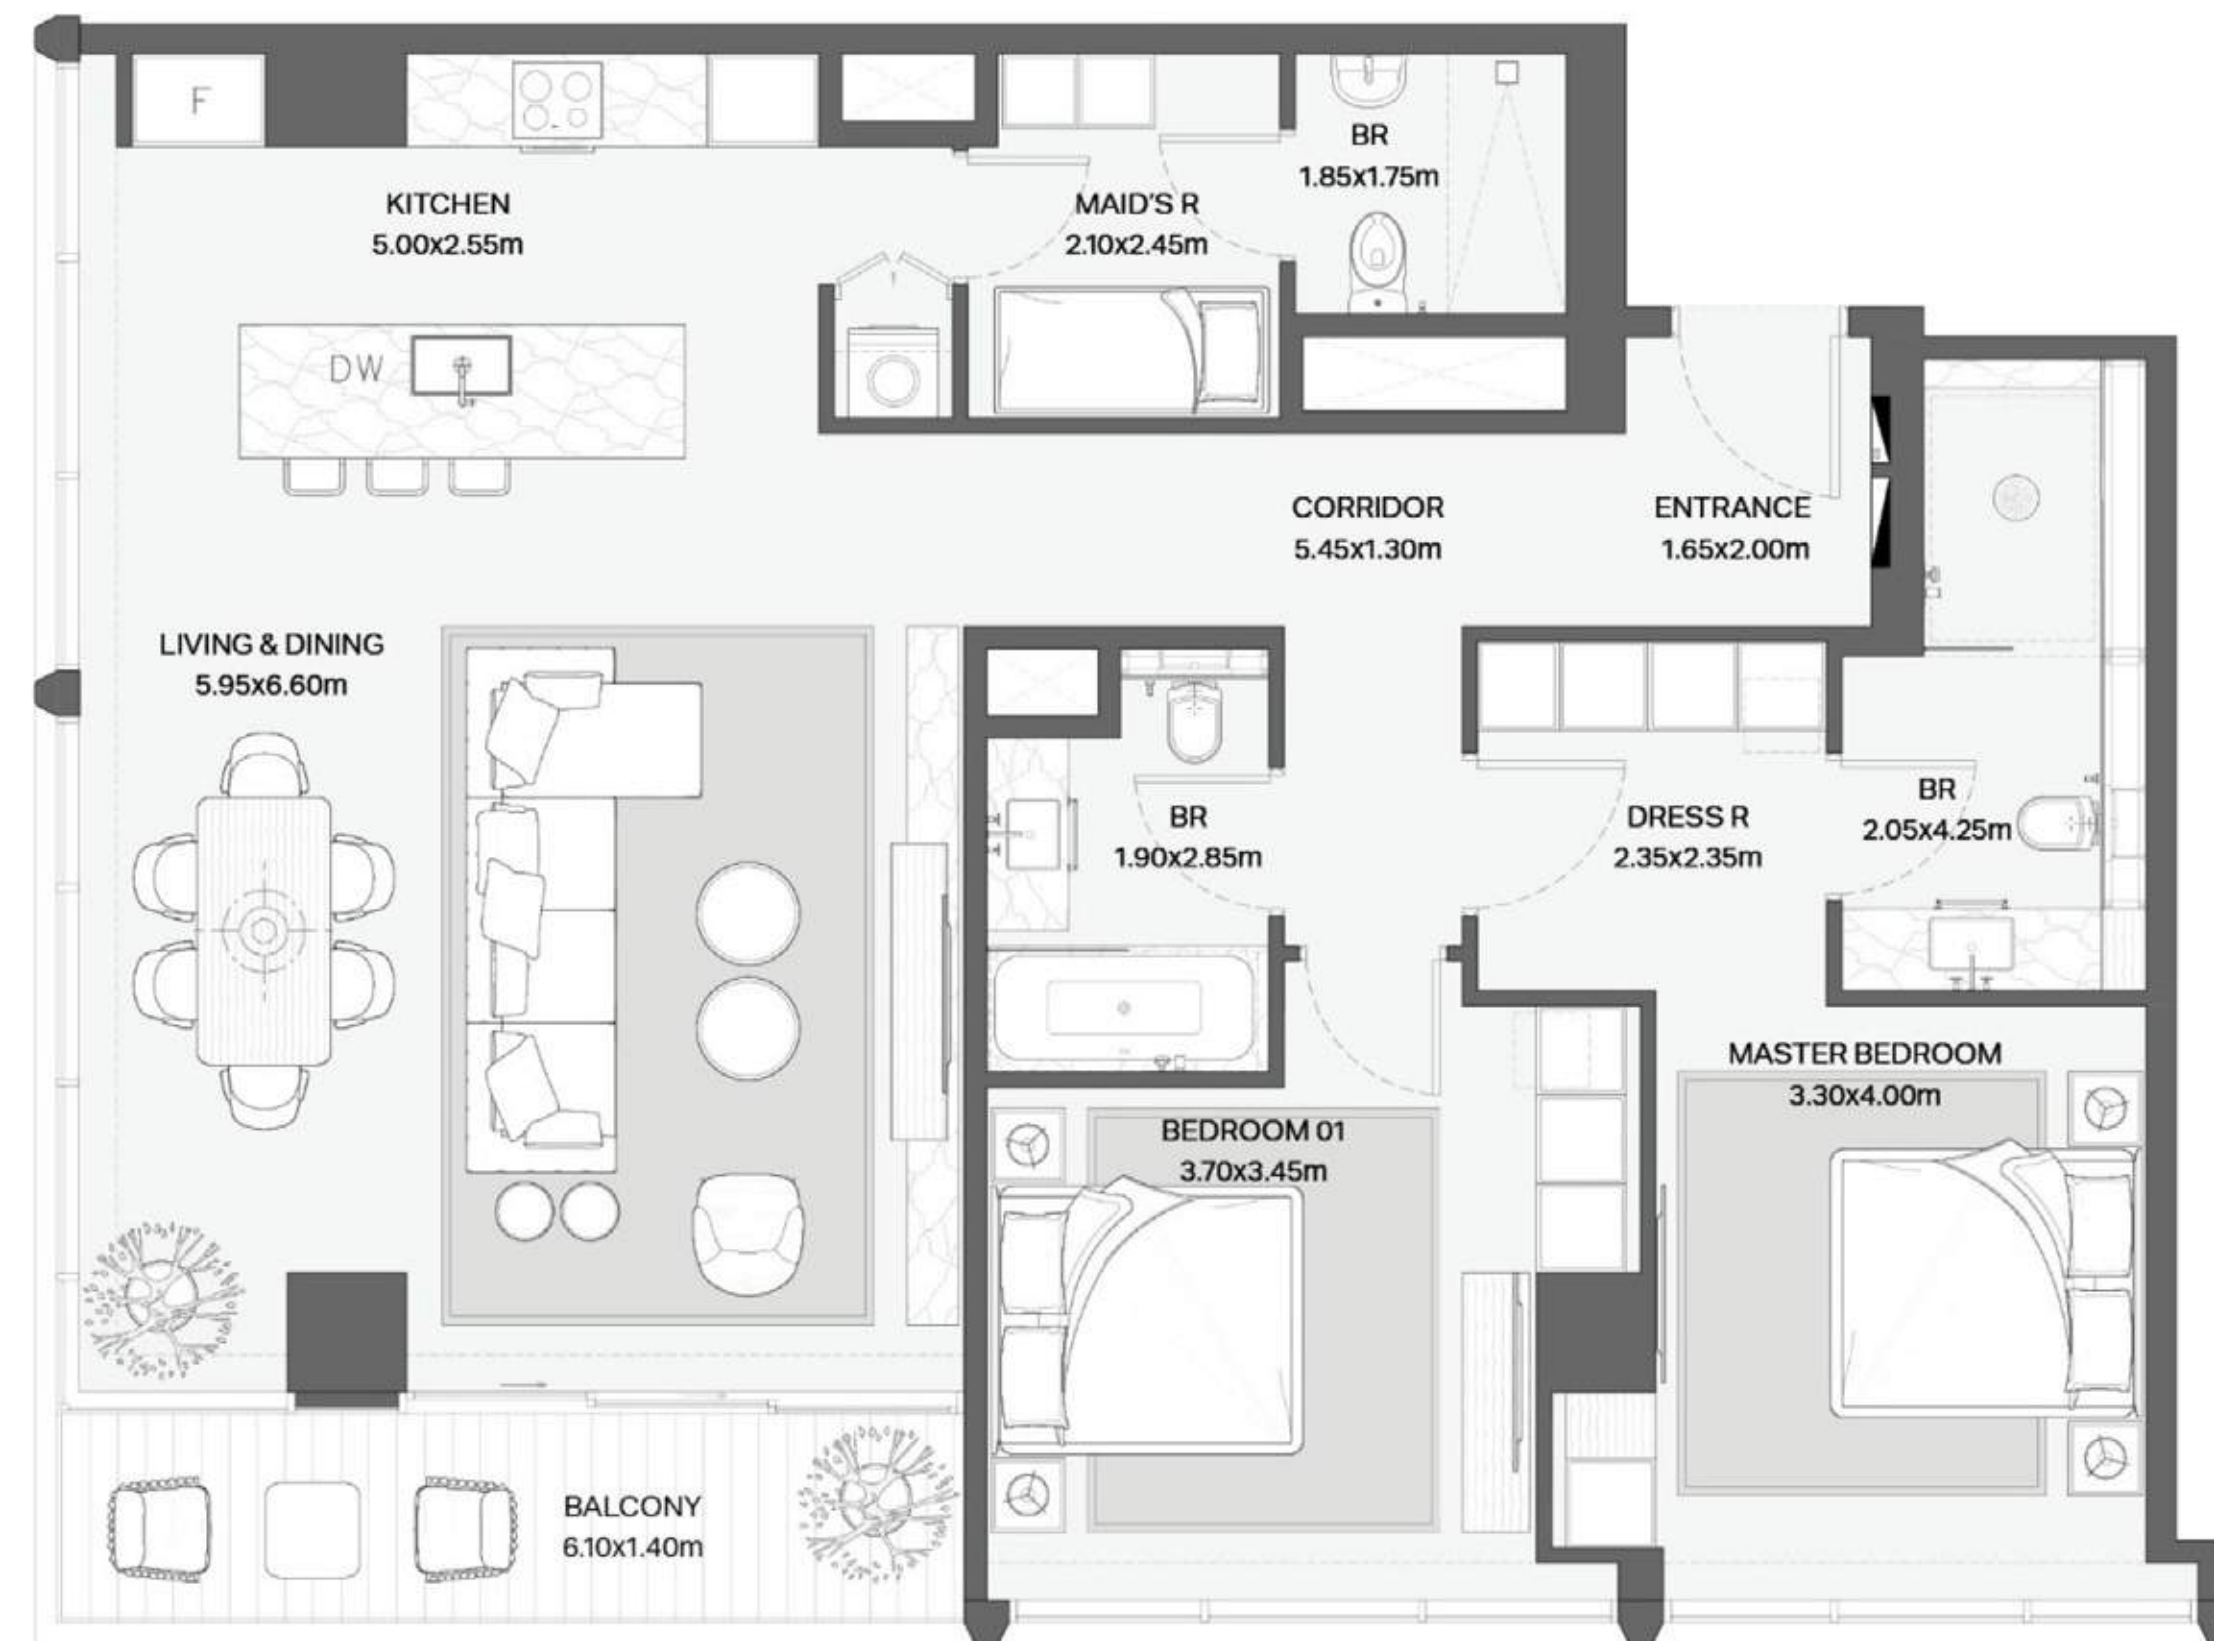 F
BR
1.85x1.75m
KITCHEN
5.00x2.55m
MAID'S R
2.10x2.45m
DW
CORRIDOR
5.45x1.30m
ENTRANCE
1.65x2.00m
LIVING & DINING
5.95x6.60m
BR
1.90x2.85m
DRESS R
2.35x2.35m
BR
2.05x4.25m
MASTER BEDROOM
3.30x4.00m
BEDROOM 01
3.70x3.45m
BALCONY
6.10x1.40m